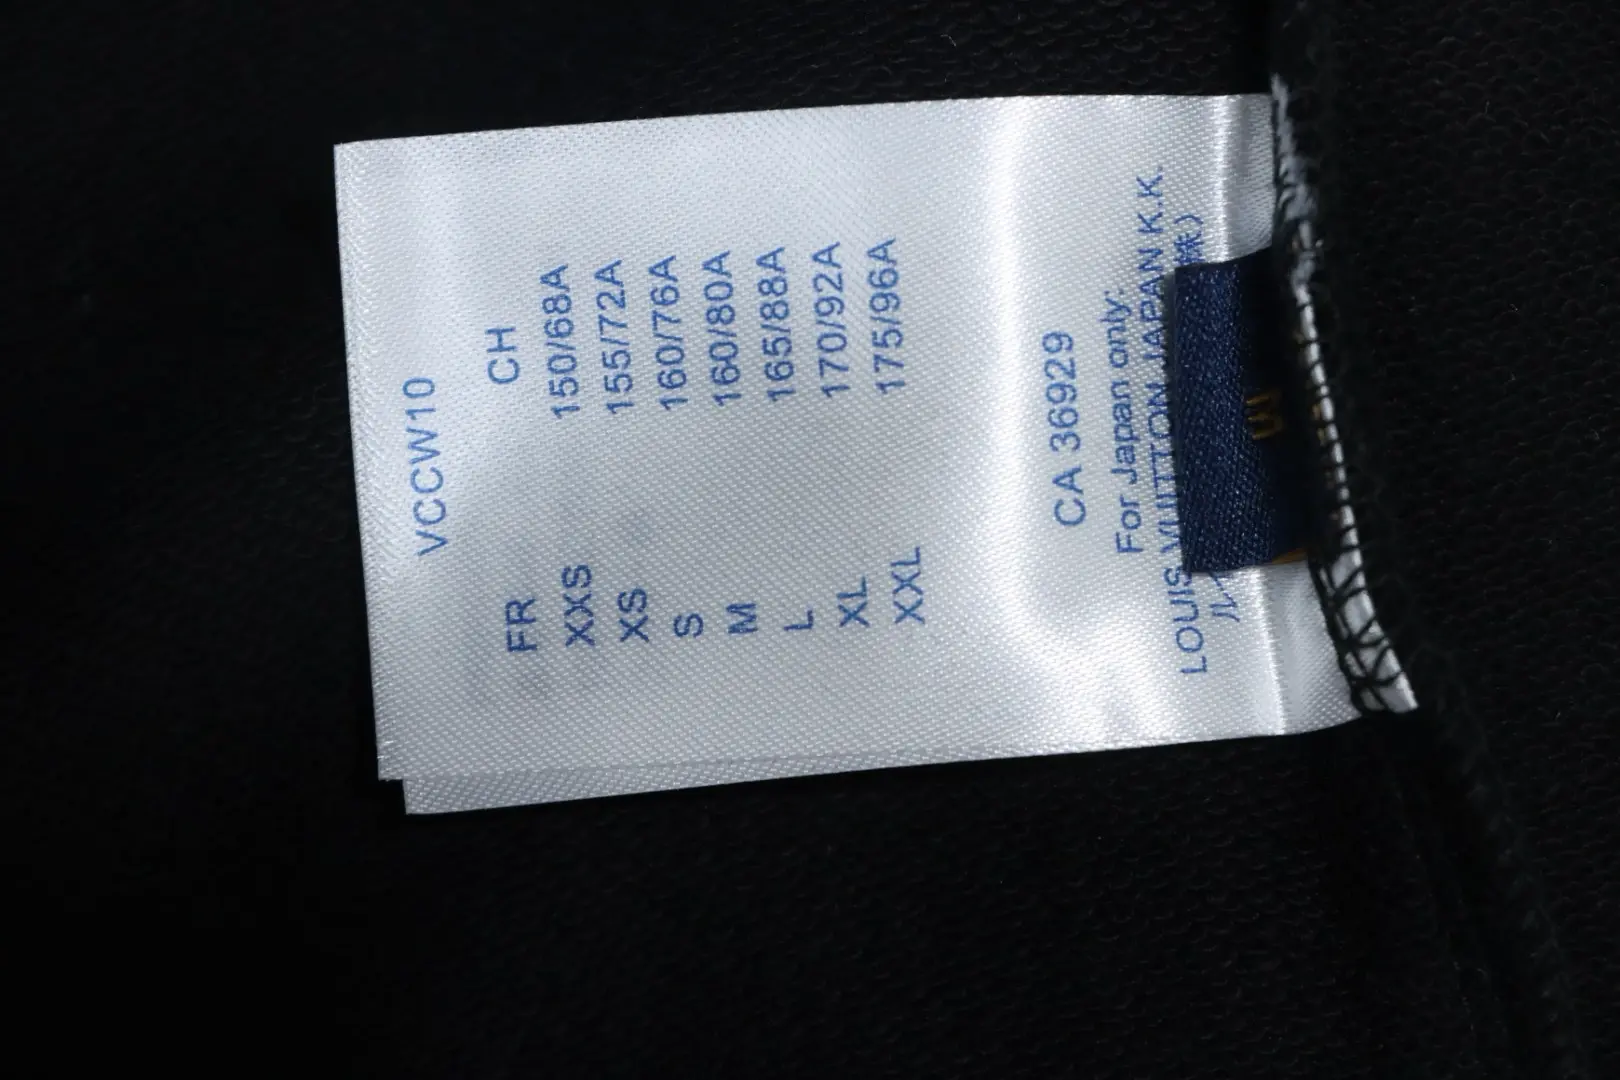 VCCW10
FR CH
XXS 150/68A
XS 155/72A
S 160/76A
M 160/80A
L 165/88A
XL 170/92A
XXL 175/96A
CA 36929
For Japan only:
LOUIS VUITTON JAPAN K.K.